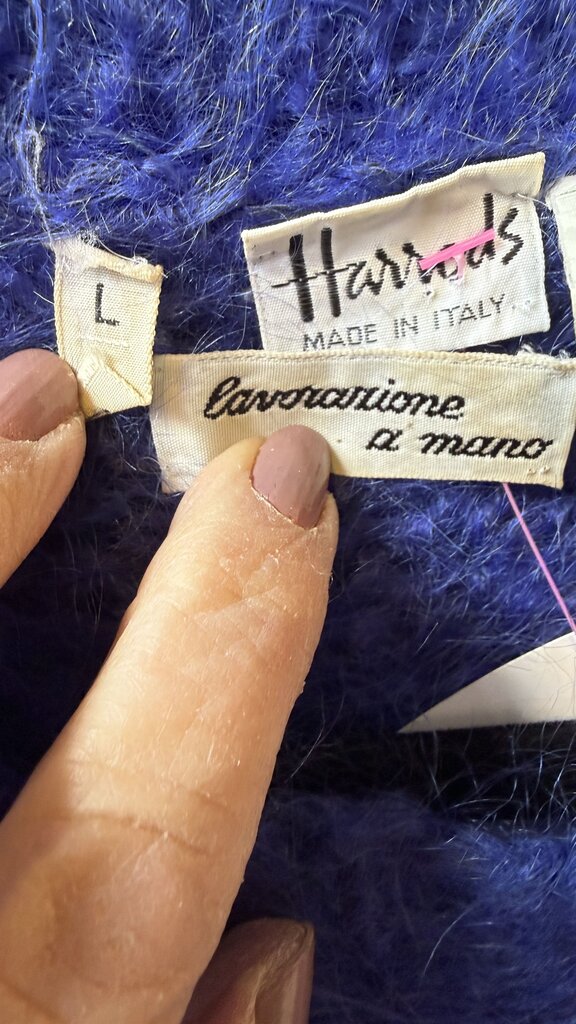 L
Harrods
MADE IN ITALY
lavorazione
a mano